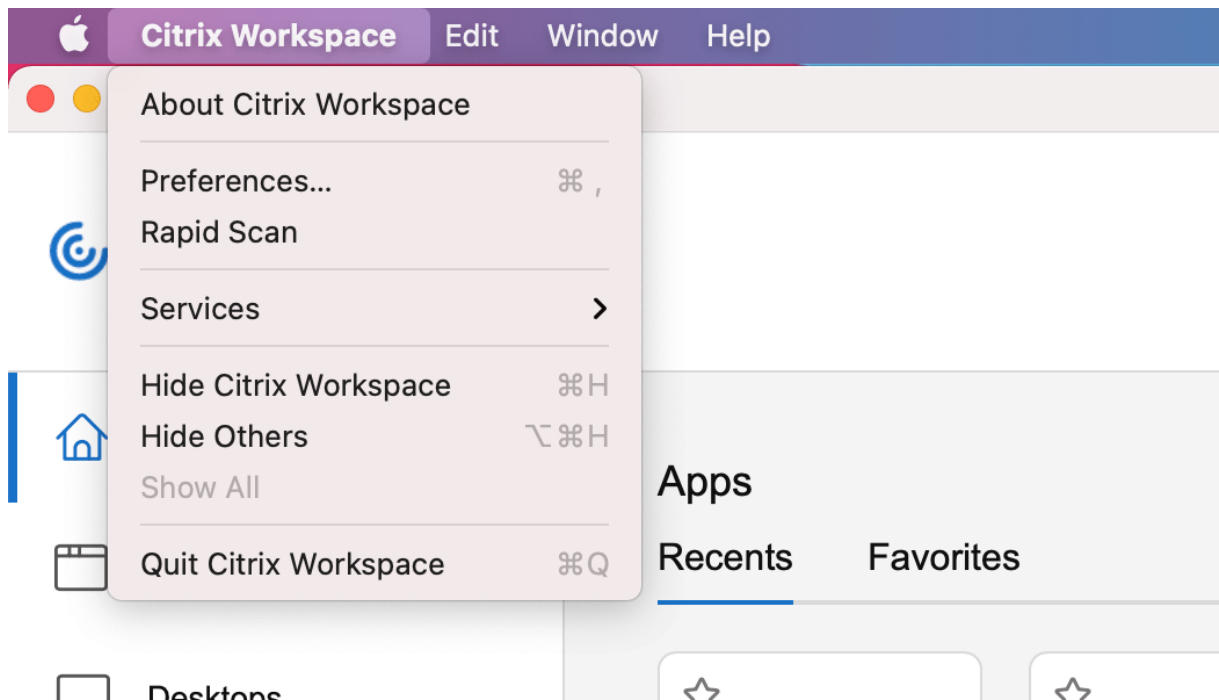 Citrix Workspace Edit Window Help
About Citrix Workspace
Preferences... ⌘ ,
Rapid Scan
Services
Hide Citrix Workspace ⌘H
Hide Others ⌥⌘H
Show All
Quit Citrix Workspace ⌘Q
Apps
Recents Favorites
Desktops